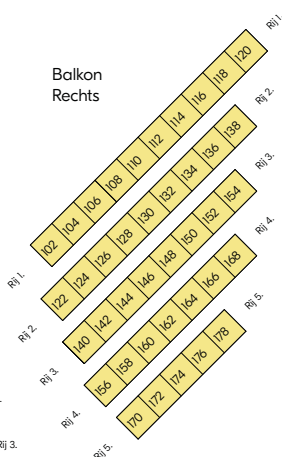 Balkon
Rechts
Rij 1.
102 104 106 108 110 112 114 116 118 120
Rij 1.
Rij 2.
122 124 126 128 130 132 134 136 138
Rij 2.
Rij 3.
140 142 144 146 148 150 152 154
Rij 3.
Rij 4.
156 158 160 162 164 166 168
Rij 4.
Rij 5.
170 172 174 176 178
Rij 5.
Rij 3.